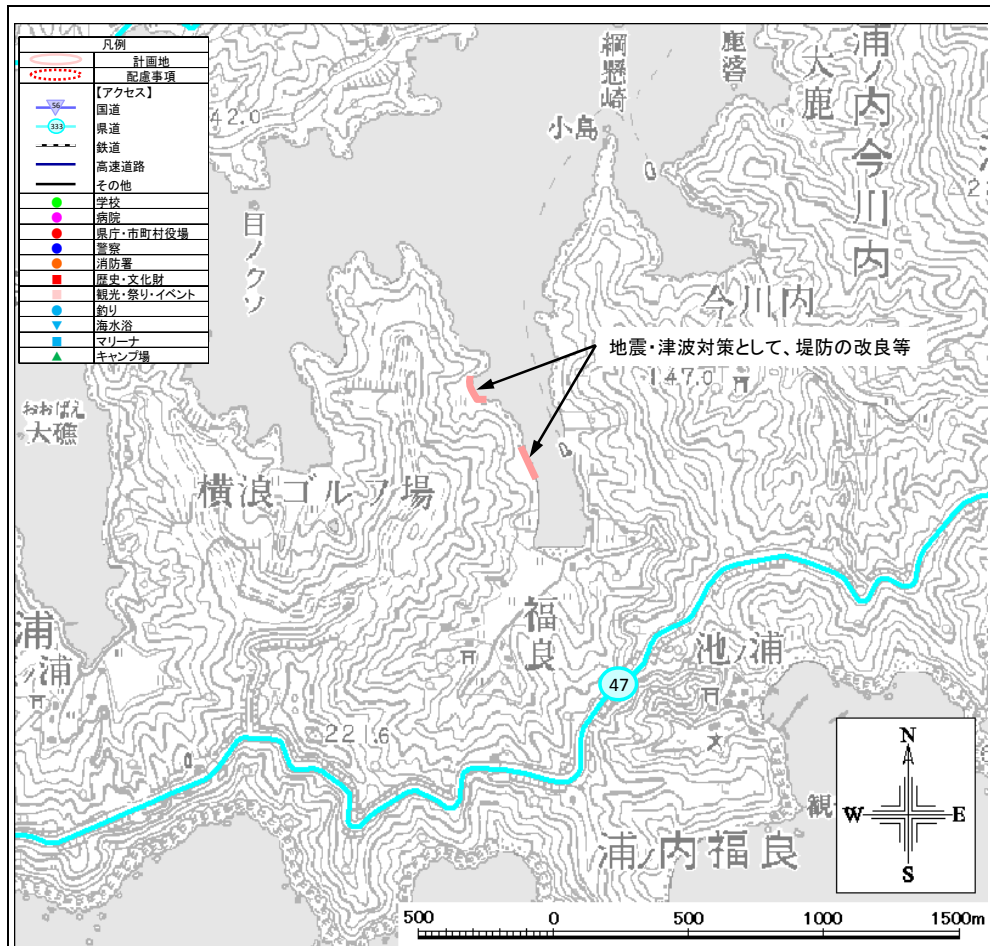 凡例
計画地
配慮事項
【アクセス】
56 国道
333 県道
鉄道
高速道路
その他
学校
病院
県庁・市町村役場
警察
消防署
歴史・文化財
観光・祭り・イベント
釣り
海水浴
マリーナ
キャンプ場
綱懸崎
小島
大鹿
浦ノ内今川内
42.0
目ノクソ
今川内
地震・津波対策として、堤防の改良等
147.0
おおばえ
大礁
横浪ゴルフ場
福良
浦ノ浦
池ノ浦
47
221.6
観
浦ノ内福良
N
W
E
S
500 0 500 1000 1500m